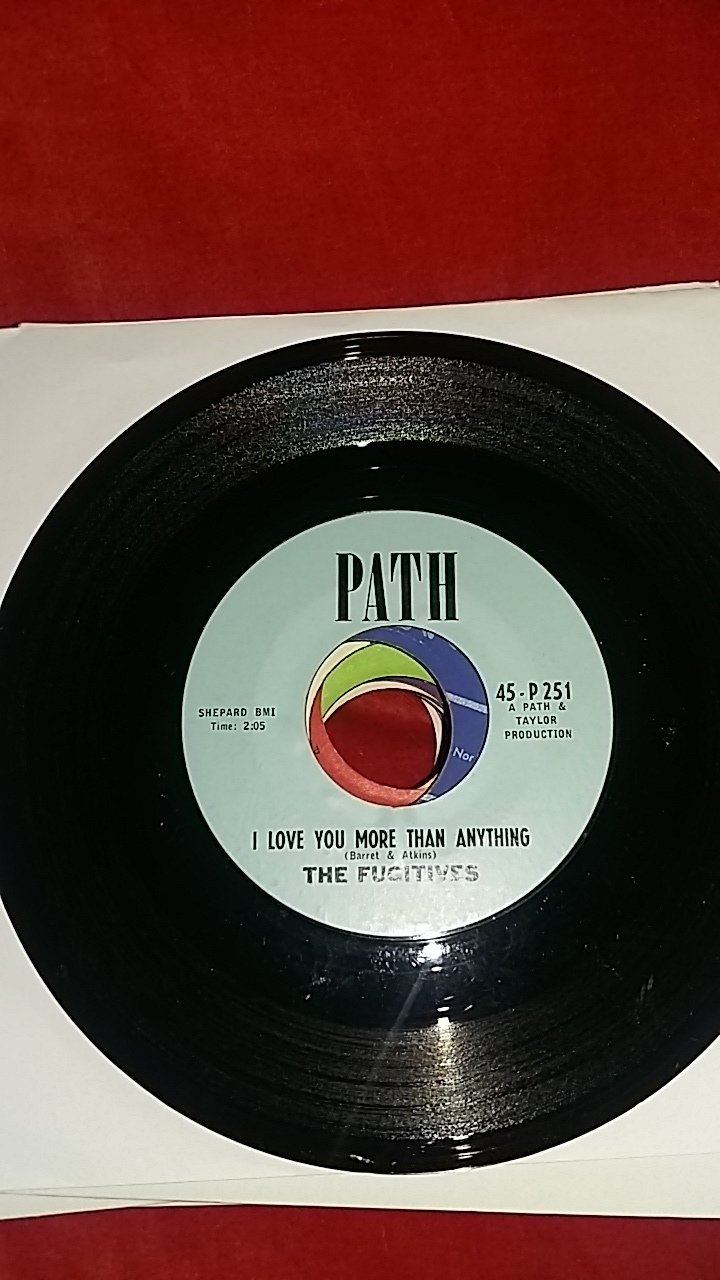 PATH
SHEPARD BMI
Time: 2:05
45-P 251
A PATH &
TAYLOR
PRODUCTION
Nor
I LOVE YOU MORE THAN ANYTHING
(Barret & Atkins)
THE FUGITIVES